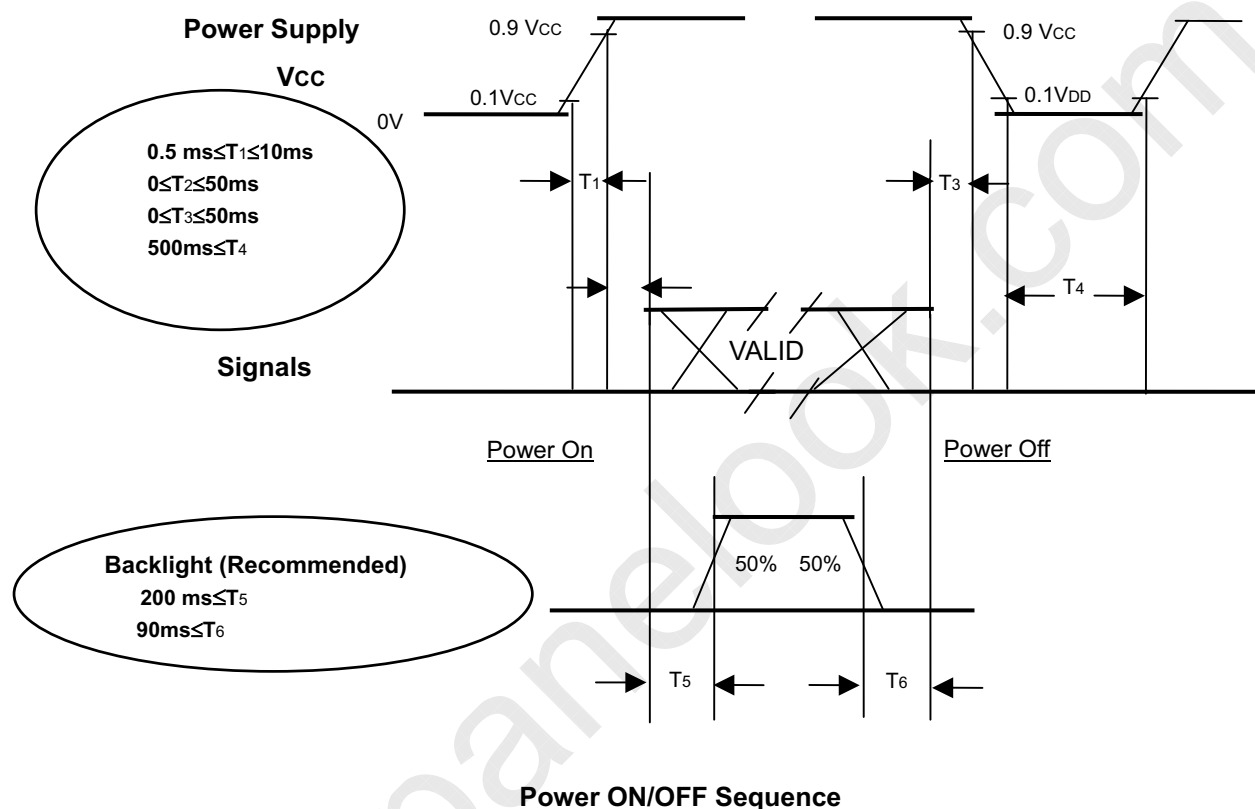 Power Supply
0.9 VCC
0.9 VCC
VCC
0.1VCC
0.1VDD
0V
0.5 ms≤T1≤10ms
0≤T2≤50ms
0≤T3≤50ms
500ms≤T4
T1
T3
T4
VALID
Signals
Power On
Power Off
Backlight (Recommended)
200 ms≤T5
90ms≤T6
50% 50%
T5
T6
Power ON/OFF Sequence
panelook.com